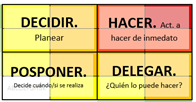 DECIDIR.
Planear
HACER. Act. a
hacer de inmedato
POSPONER.
Decide cuándo/si se realiza
DELEGAR.
¿Quién lo puede hacer?